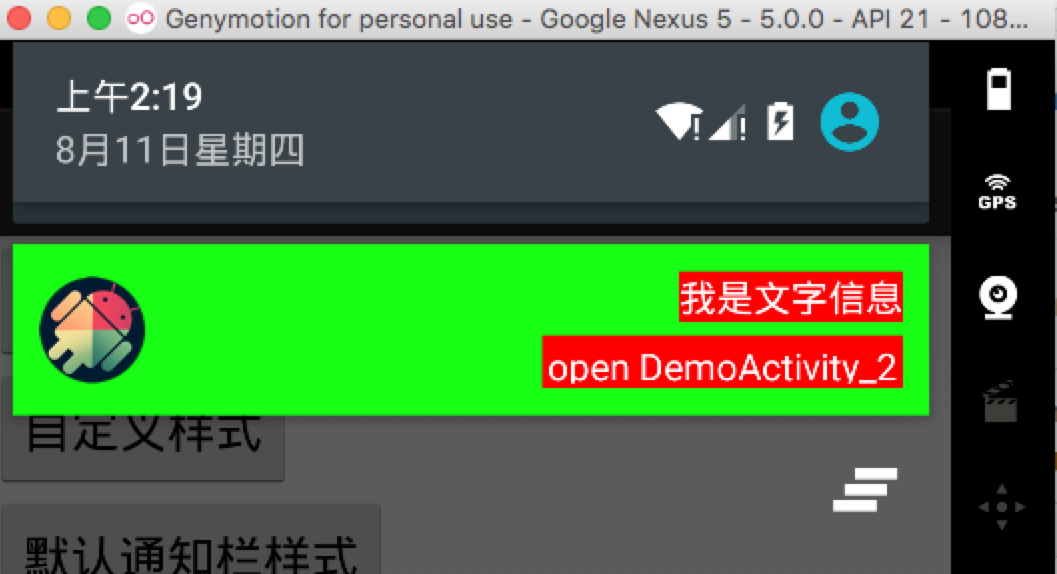 Genymotion for personal use - Google Nexus 5 - 5.0.0 - API 21 - 108...
上午2:19
8月11日星期四
GPS
我是文字信息
open DemoActivity_2
自定义样式
默认通知栏样式